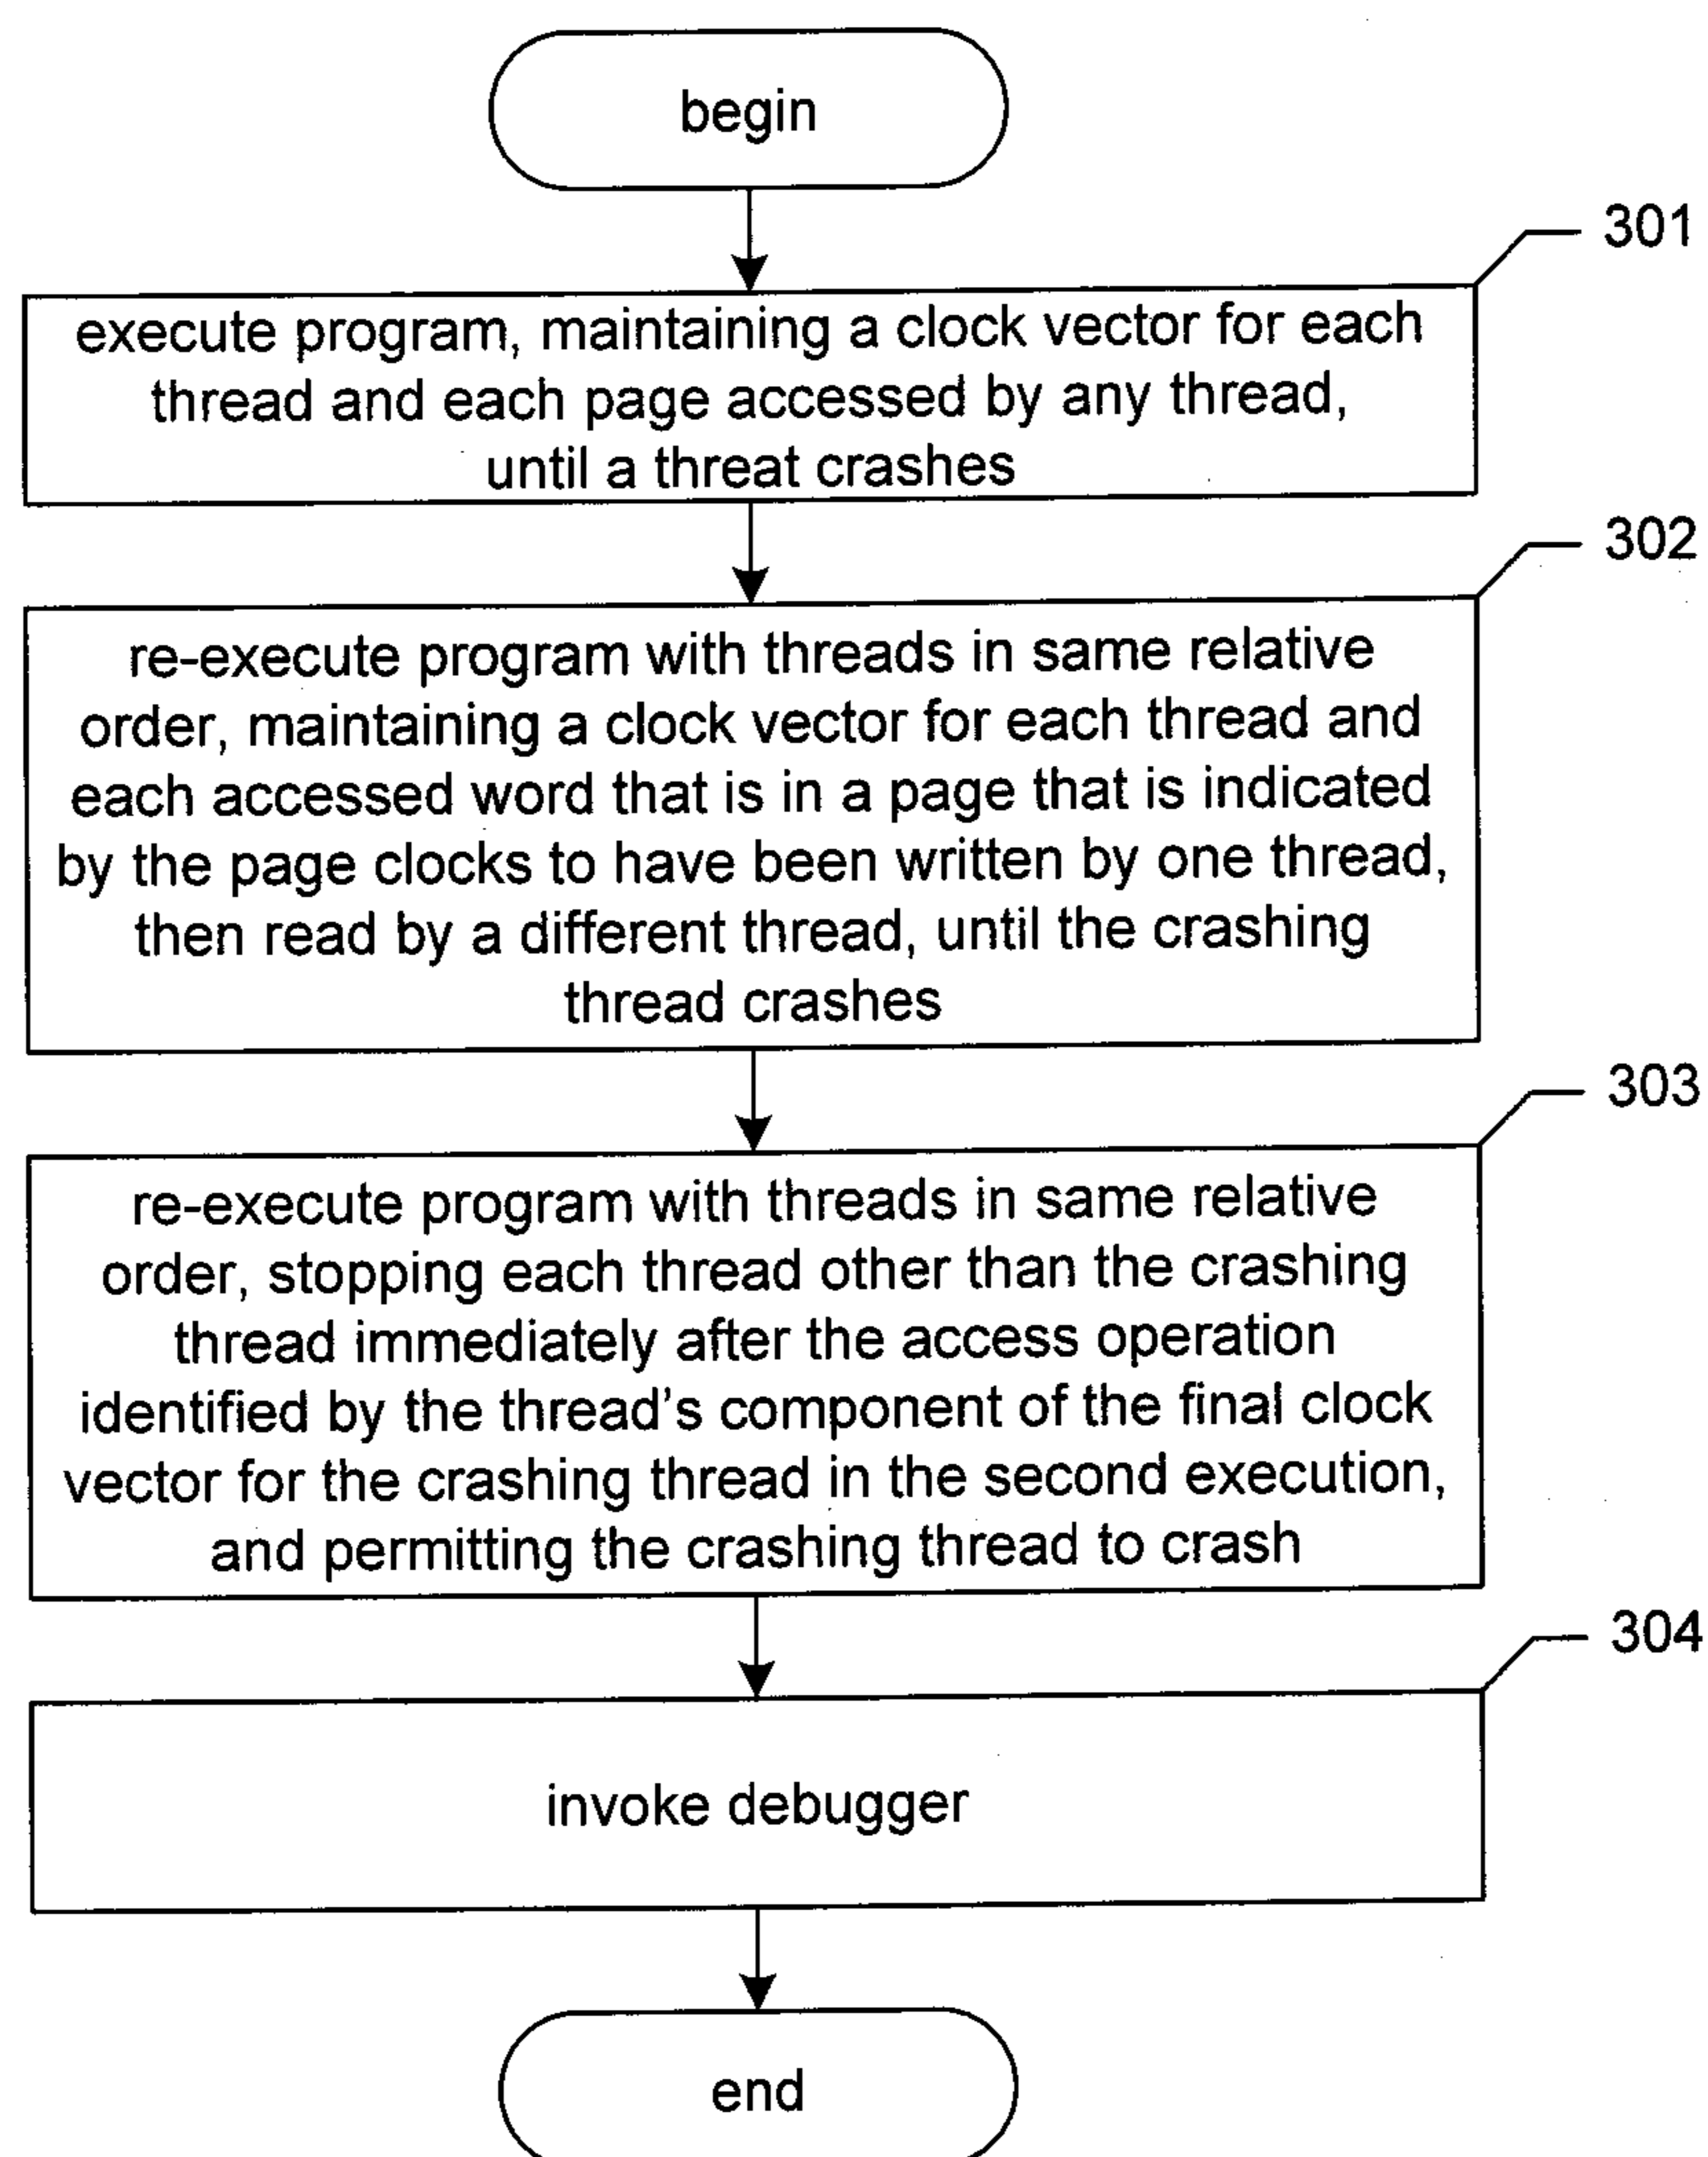 begin
301
execute program, maintaining a clock vector for each
thread and each page accessed by any thread,
until a threat crashes
302
re-execute program with threads in same relative
order, maintaining a clock vector for each thread and
each accessed word that is in a page that is indicated
by the page clocks to have been written by one thread,
then read by a different thread, until the crashing
thread crashes
303
re-execute program with threads in same relative
order, stopping each thread other than the crashing
thread immediately after the access operation
identified by the thread's component of the final clock
vector for the crashing thread in the second execution,
and permitting the crashing thread to crash
304
invoke debugger
end